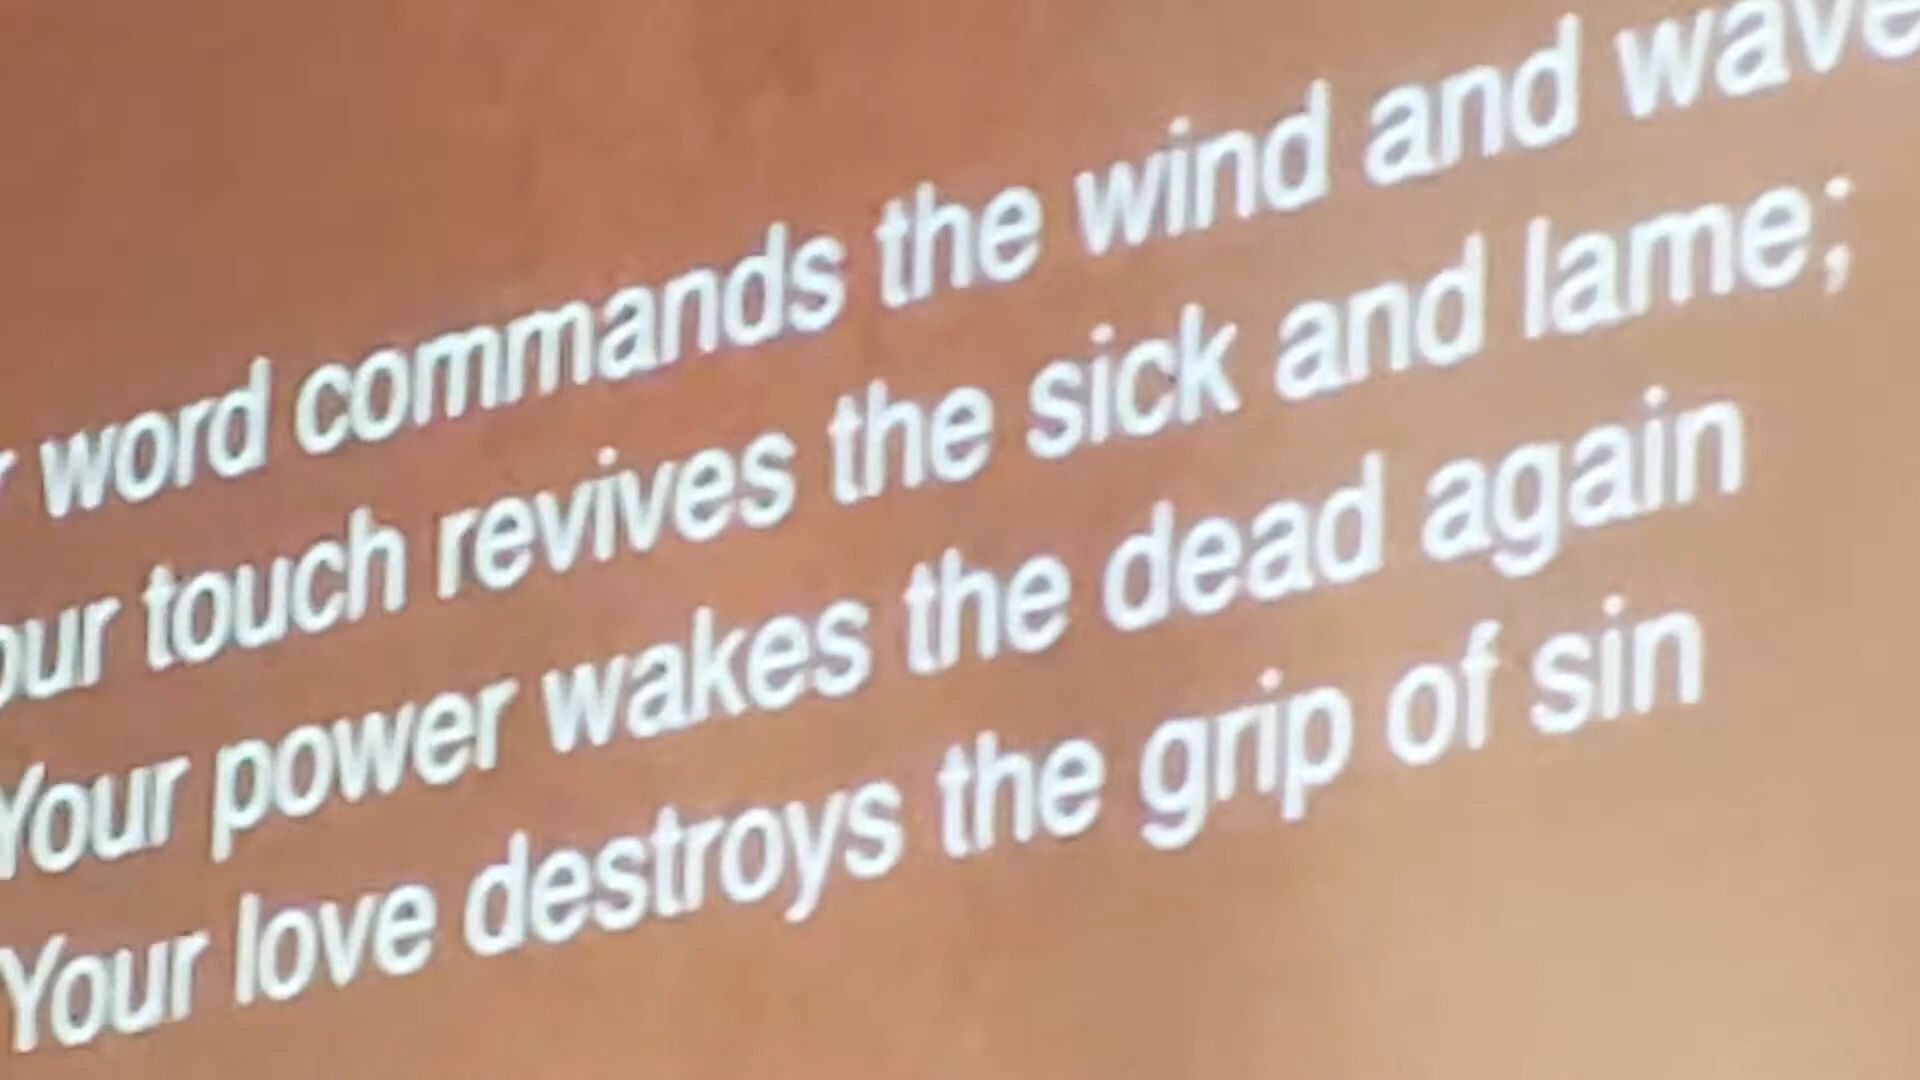 word commands the wind and wave
our touch revives the sick and lame;
Your power wakes the dead again
Your love destroys the grip of sin